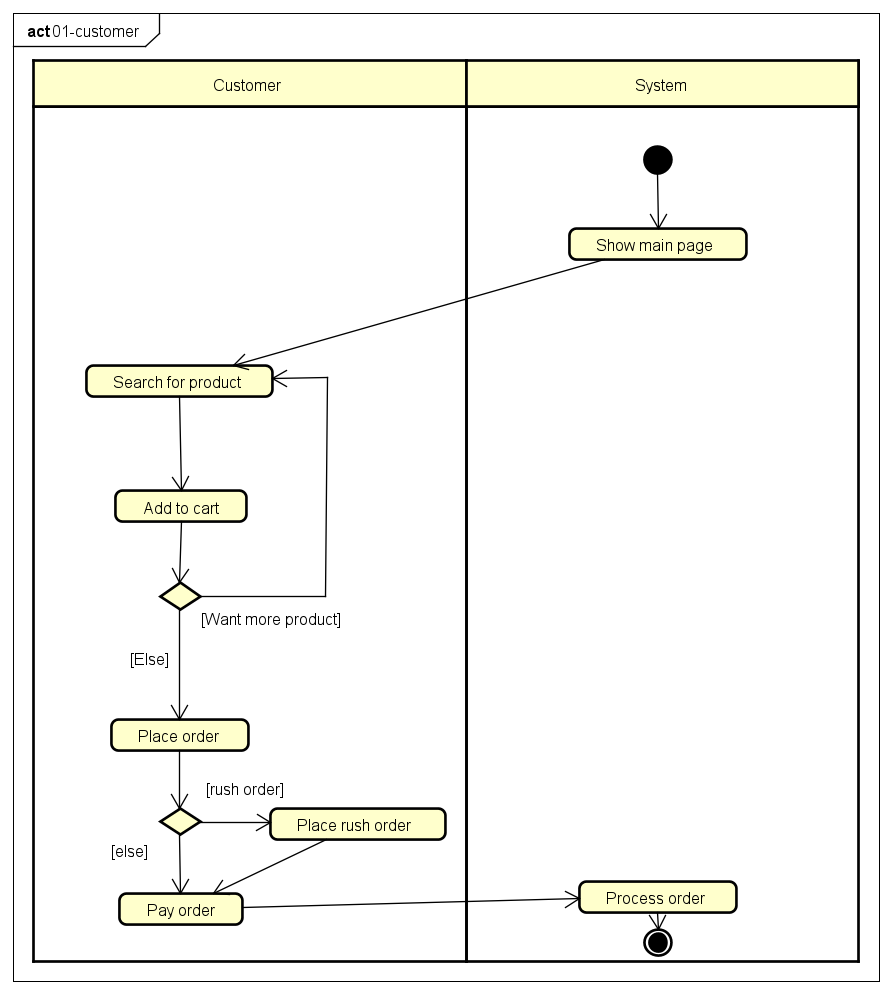 act 01-customer
Customer
System
Show main page
Search for product
Add to cart
[Want more product]
[Else]
Place order
[rush order]
Place rush order
[else]
Pay order
Process order